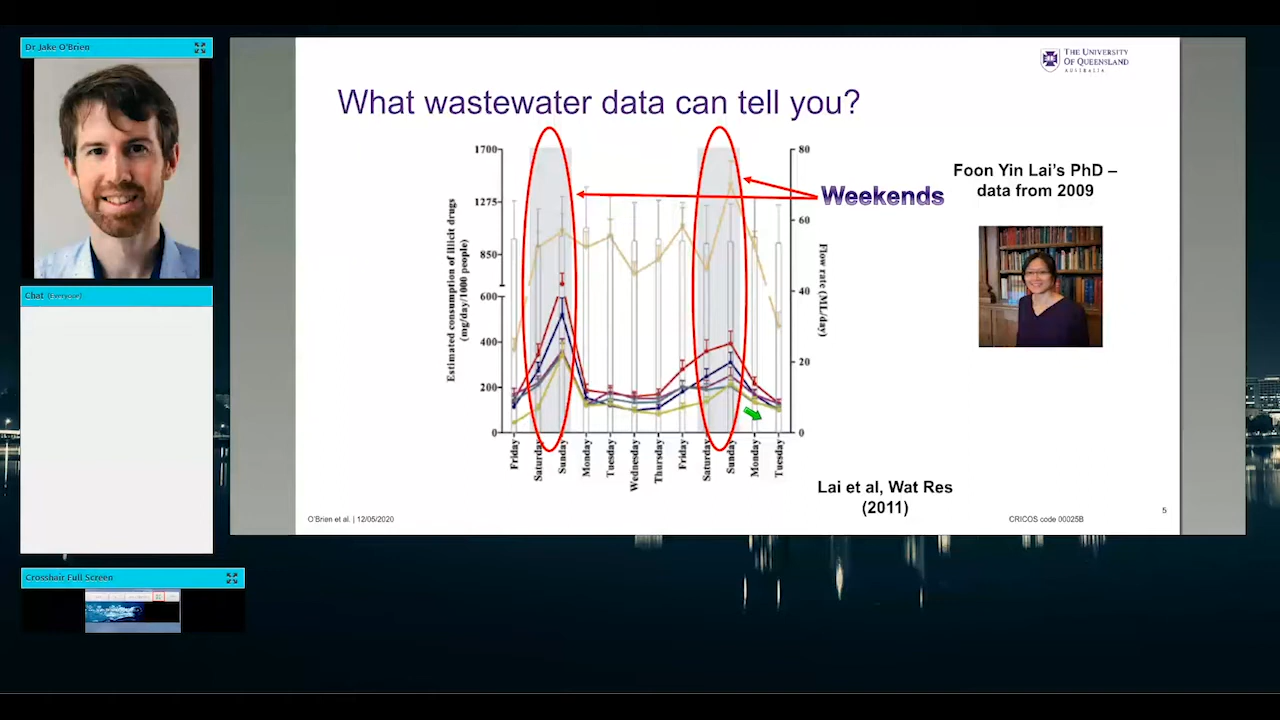 Dr Jake O'Brien
Chat (Everyone)
Crosshair Full Screen
THE UNIVERSITY
OF QUEENSLAND
AUSTRALIA
What wastewater data can tell you?
Weekends
Foon Yin Lai's PhD –
data from 2009
Estimated consumption of illicit drugs
(mg/day/1000 people)
1700
1275
850
600
400
200
0
80
60
40
20
0
Flow rate (ML/day)
Friday
Saturday
Sunday
Monday
Tuesday
Wednesday
Thursday
Friday
Saturday
Sunday
Monday
Tuesday
Lai et al, Wat Res
(2011)
O'Brien et al. | 12/05/2020
CRICOS code 00025B
5